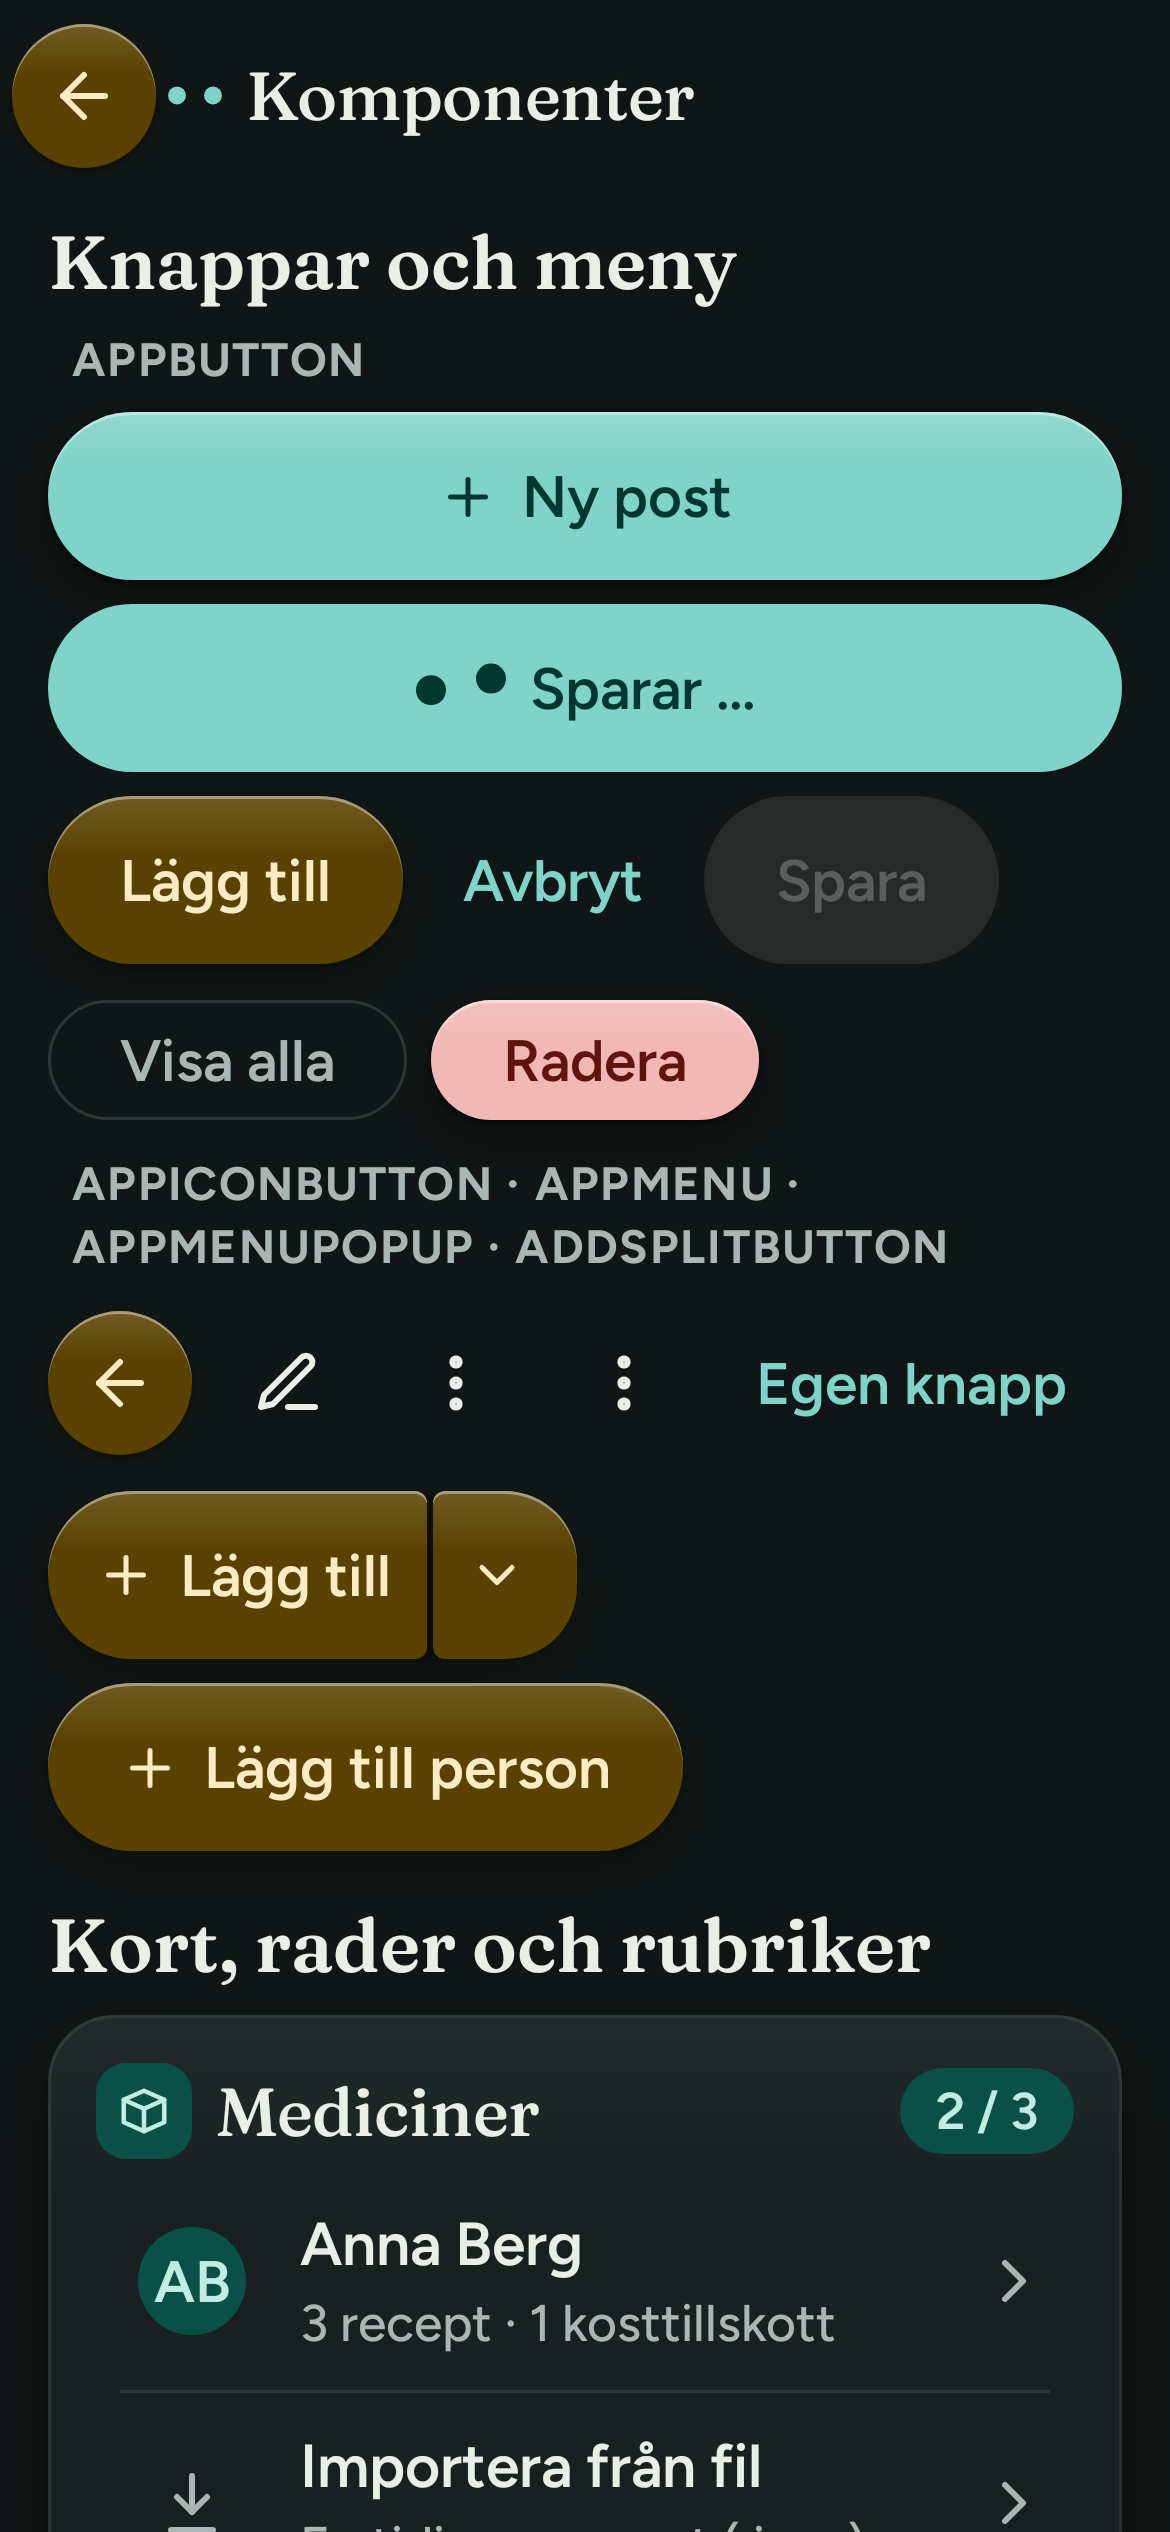 Komponenter
Knappar och meny
APPBUTTON
Ny post
Sparar ...
Lägg till
Avbryt
Spara
Visa alla
Radera
APPICONBUTTON · APPMENU ·
APPMENUPOPUP · ADDSPLITBUTTON
Egen knapp
Lägg till
Lägg till person
Kort, rader och rubriker
Mediciner
2 / 3
AB
Anna Berg
3 recept · 1 kosttillskott
Importera från fil